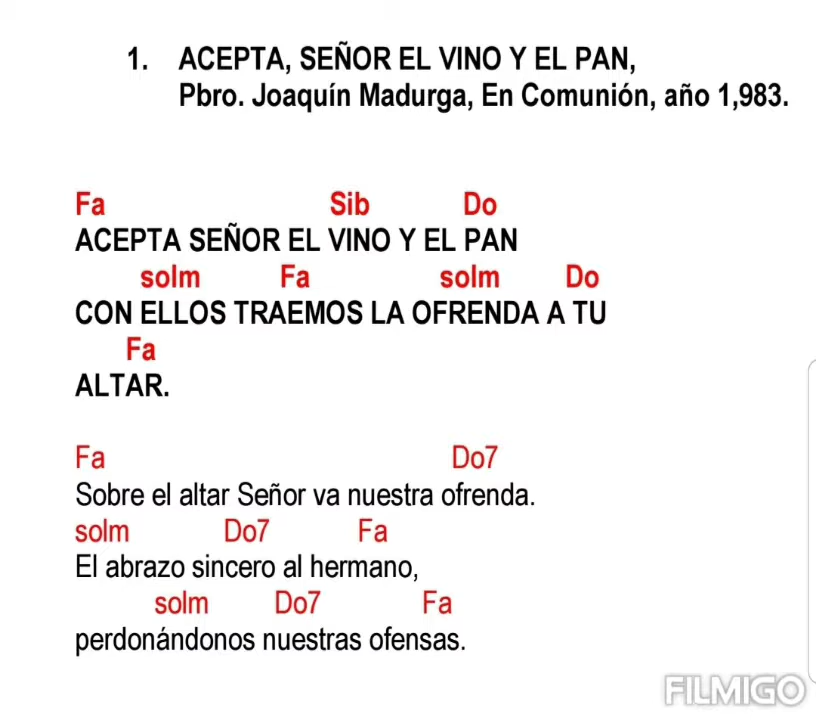 1. ACEPTA, SEÑOR EL VINO Y EL PAN,
Pbro. Joaquín Madurga, En Comunión, año 1,983.
Fa Sib Do
ACEPTA SEÑOR EL VINO Y EL PAN
solm Fa solm Do
CON ELLOS TRAEMOS LA OFRENDA A TU
Fa
ALTAR.
Fa Do7
Sobre el altar Señor va nuestra ofrenda.
solm Do7 Fa
El abrazo sincero al hermano,
solm Do7 Fa
perdonándonos nuestras ofensas.
FILMIGO